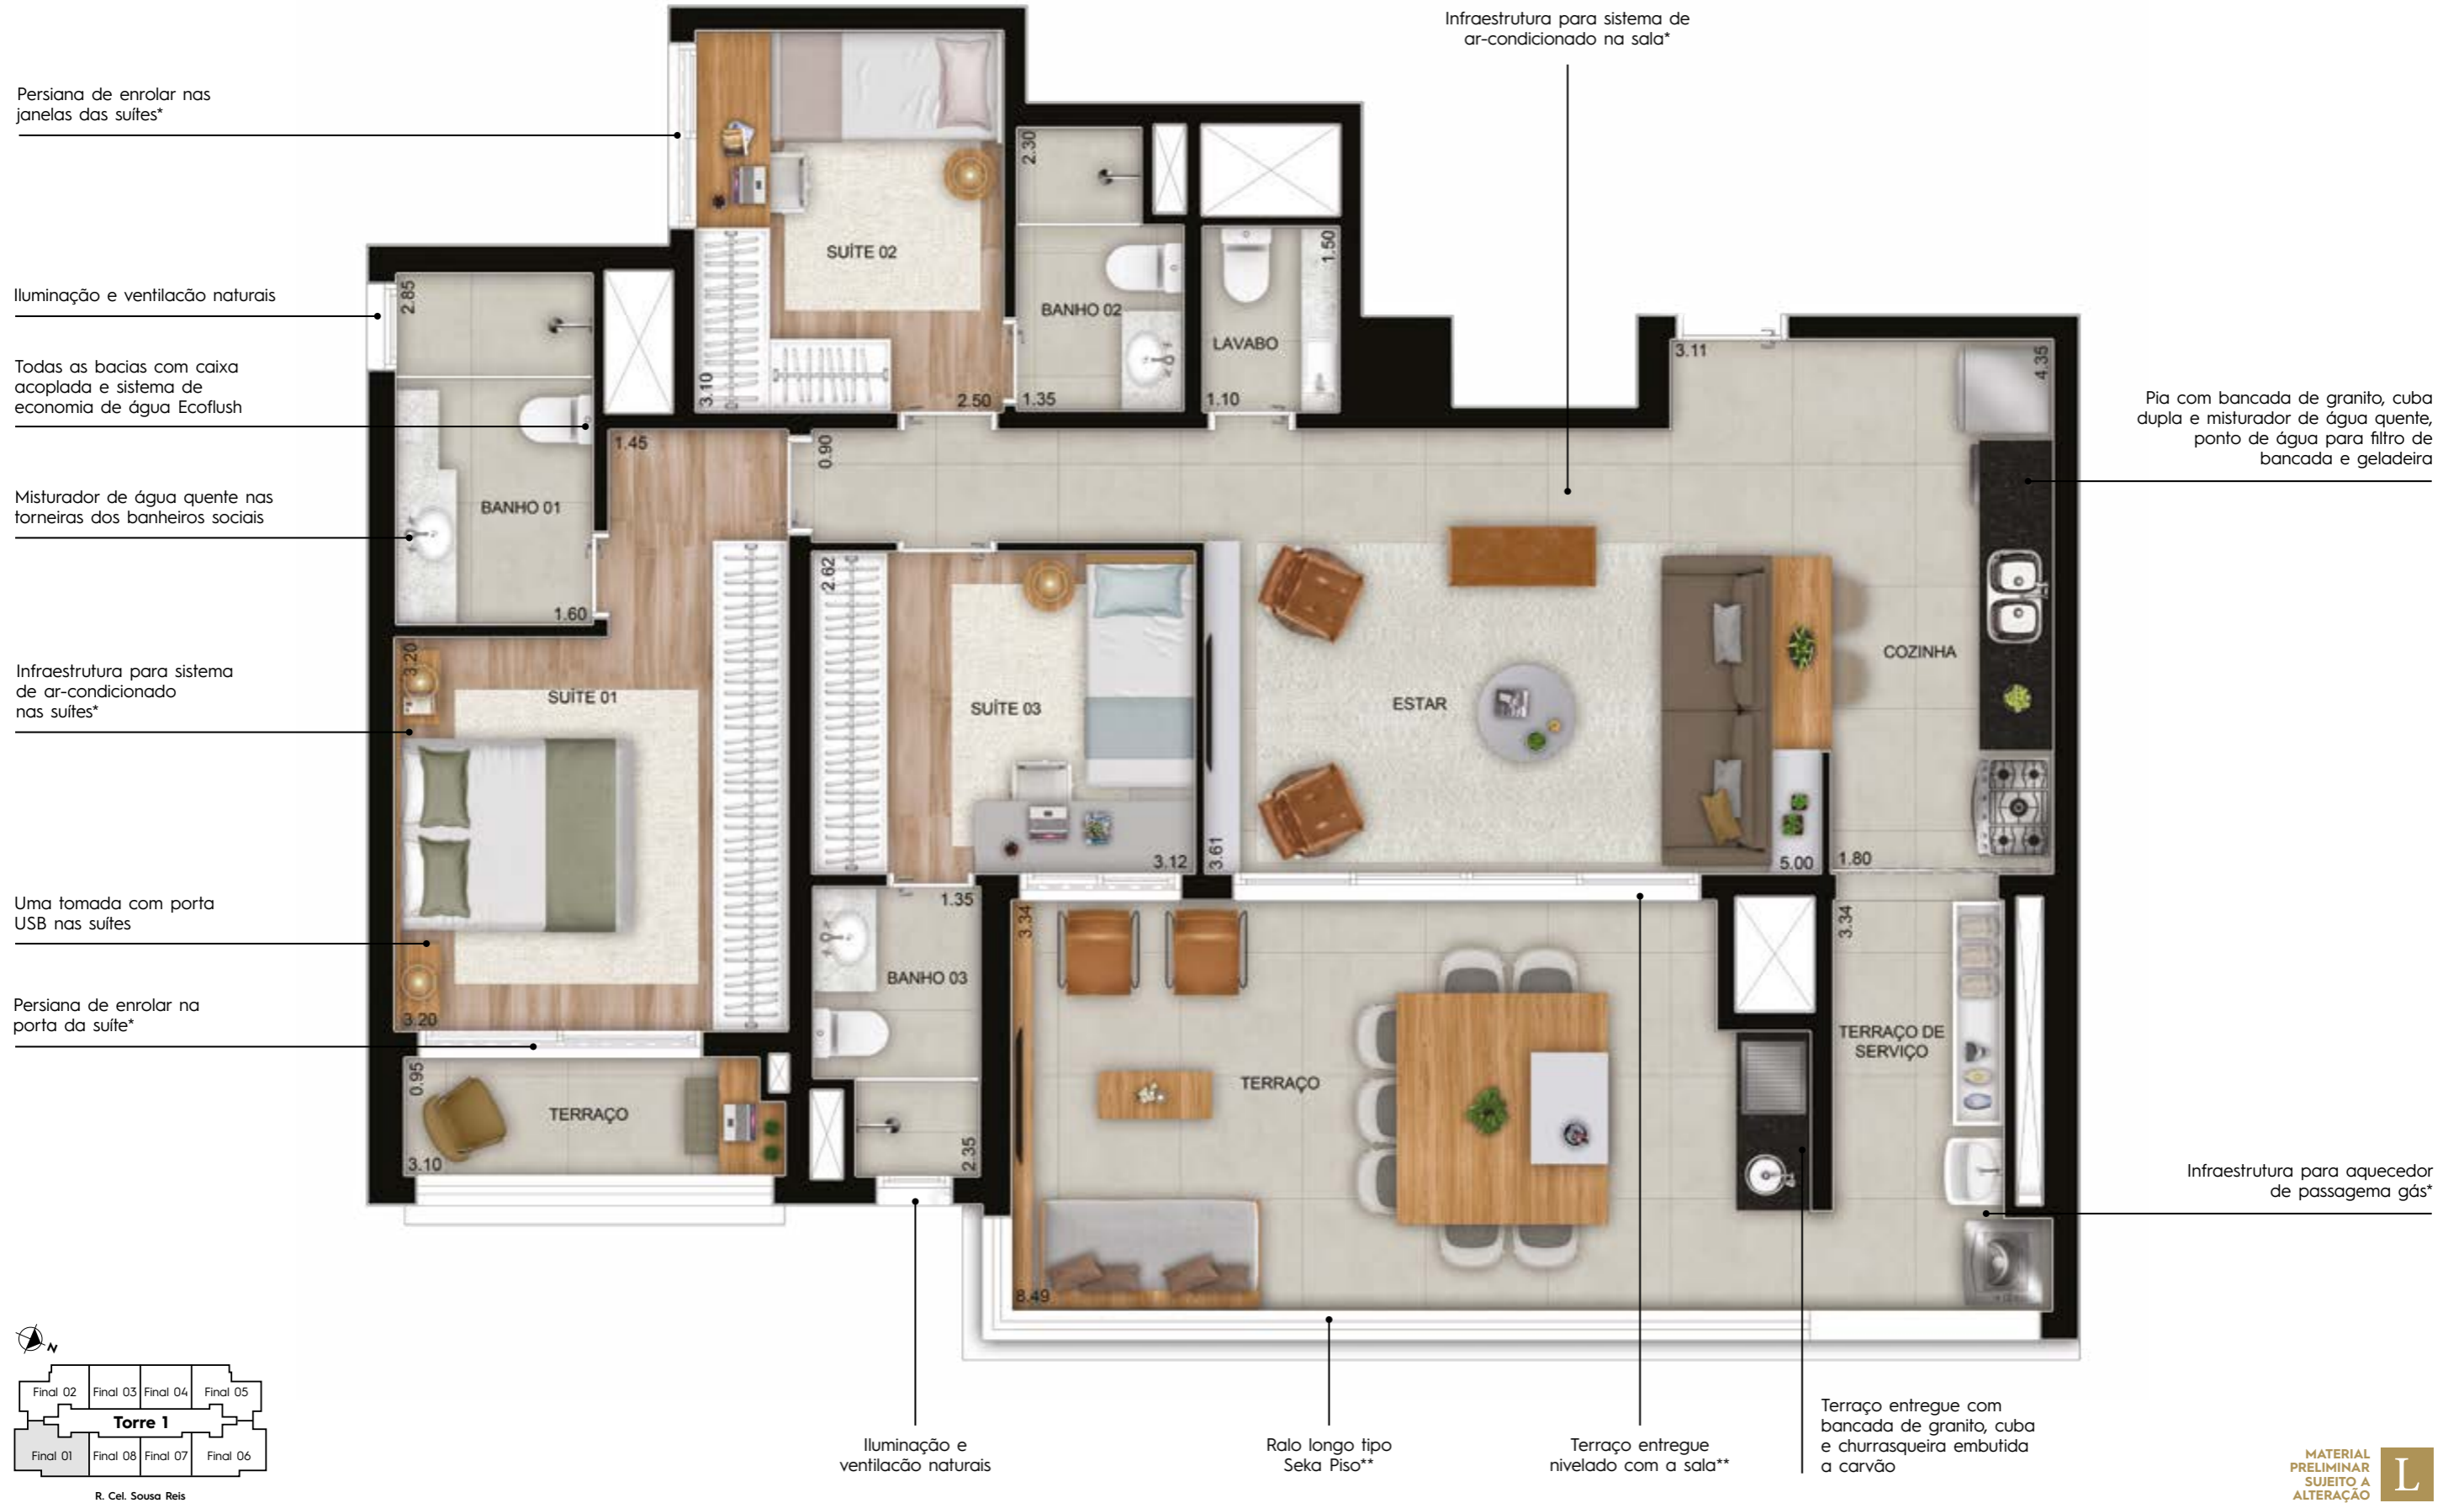 Infraestrutura para sistema de
ar-condicionado na sala*
Persiana de enrolar nas
janelas das suítes*
Iluminação e ventilacão naturais
Todas as bacias com caixa
acoplada e sistema de
economia de água Ecoflush
Misturador de água quente nas
torneiras dos banheiros sociais
Infraestrutura para sistema
de ar-condicionado
nas suítes*
Uma tomada com porta
USB nas suítes
Persiana de enrolar na
porta da suíte*
Pia com bancada de granito, cuba
dupla e misturador de água quente,
ponto de água para filtro de
bancada e geladeira
Infraestrutura para aquecedor
de passagema gás*
2.30
SUÍTE 02
3.10
2.50
BANHO 02
1.35
1.50
LAVABO
1.10
2.85
BANHO 01
1.60
1.45
0.90
3.11
4.35
3.20
SUÍTE 01
3.20
2.62
SUÍTE 03
3.12
3.61
ESTAR
5.00
COZINHA
1.80
1.35
BANHO 03
2.35
0.95
TERRAÇO
3.10
3.34
TERRAÇO
8.49
3.34
TERRAÇO DE
SERVIÇO
Iluminação e
ventilacão naturais
Ralo longo tipo
Seka Piso**
Terraço entregue
nivelado com a sala**
Terraço entregue com
bancada de granito, cuba
e churrasqueira embutida
a carvão
N
Final 02
Final 03
Final 04
Final 05
Torre 1
Final 01
Final 08
Final 07
Final 06
R. Cel. Sousa Reis
MATERIAL
PRELIMINAR
SUJEITO A
ALTERAÇÃO
L